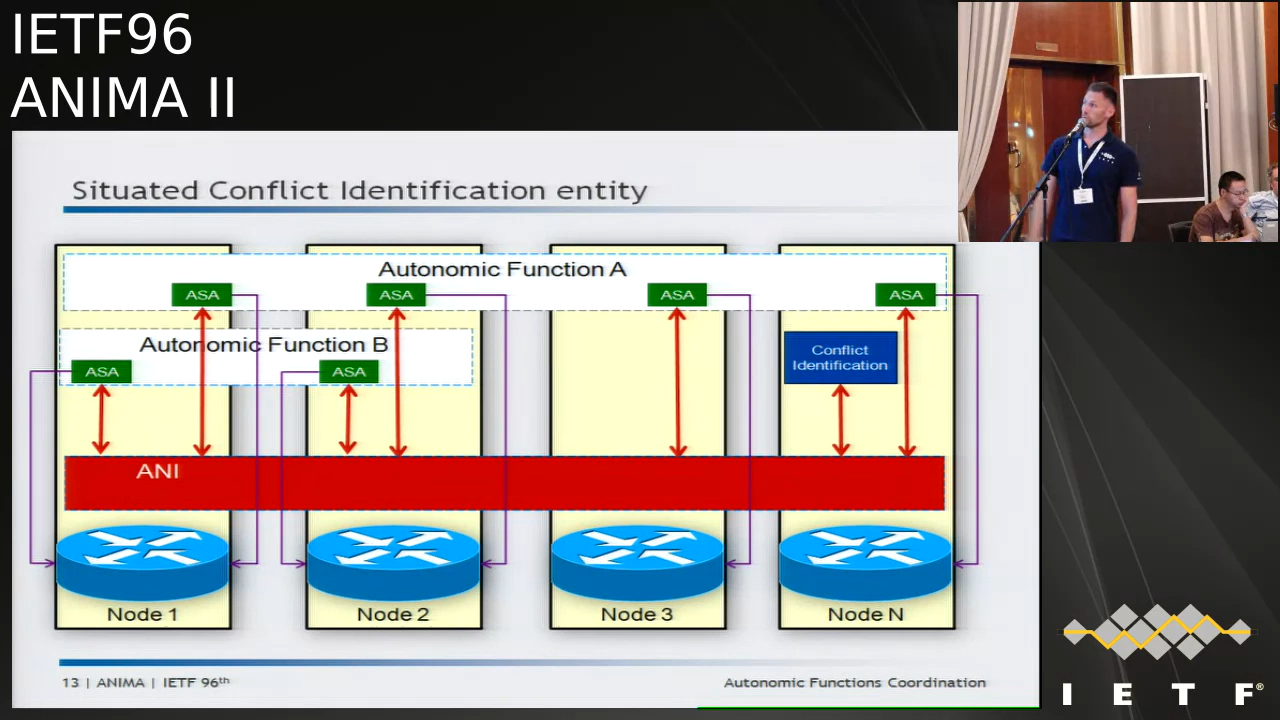 IETF96
ANIMA II
Situated Conflict Identification entity
Autonomic Function A
ASA
ASA
ASA
ASA
Autonomic Function B
ASA
ASA
Conflict
Identification
ANI
Node 1
Node 2
Node 3
Node N
13 | ANIMA | IETF 96th
Autonomic Functions Coordination
I E T F®